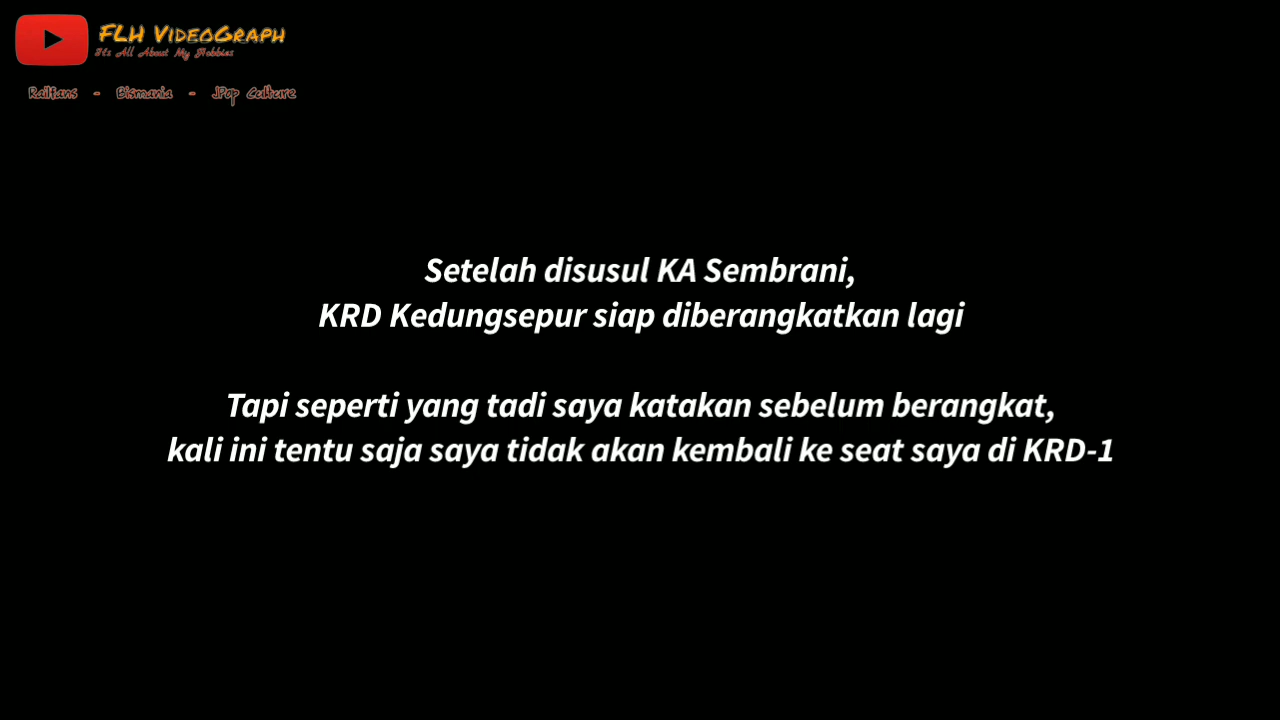 FLH VideoGraph
It's All About My Hobbies
Railfans - Bismania - JPop Culture
Setelah disusul KA Sembrani,
KRD Kedungsepur siap diberangkatkan lagi
Tapi seperti yang tadi saya katakan sebelum berangkat,
kali ini tentu saja saya tidak akan kembali ke seat saya di KRD-1